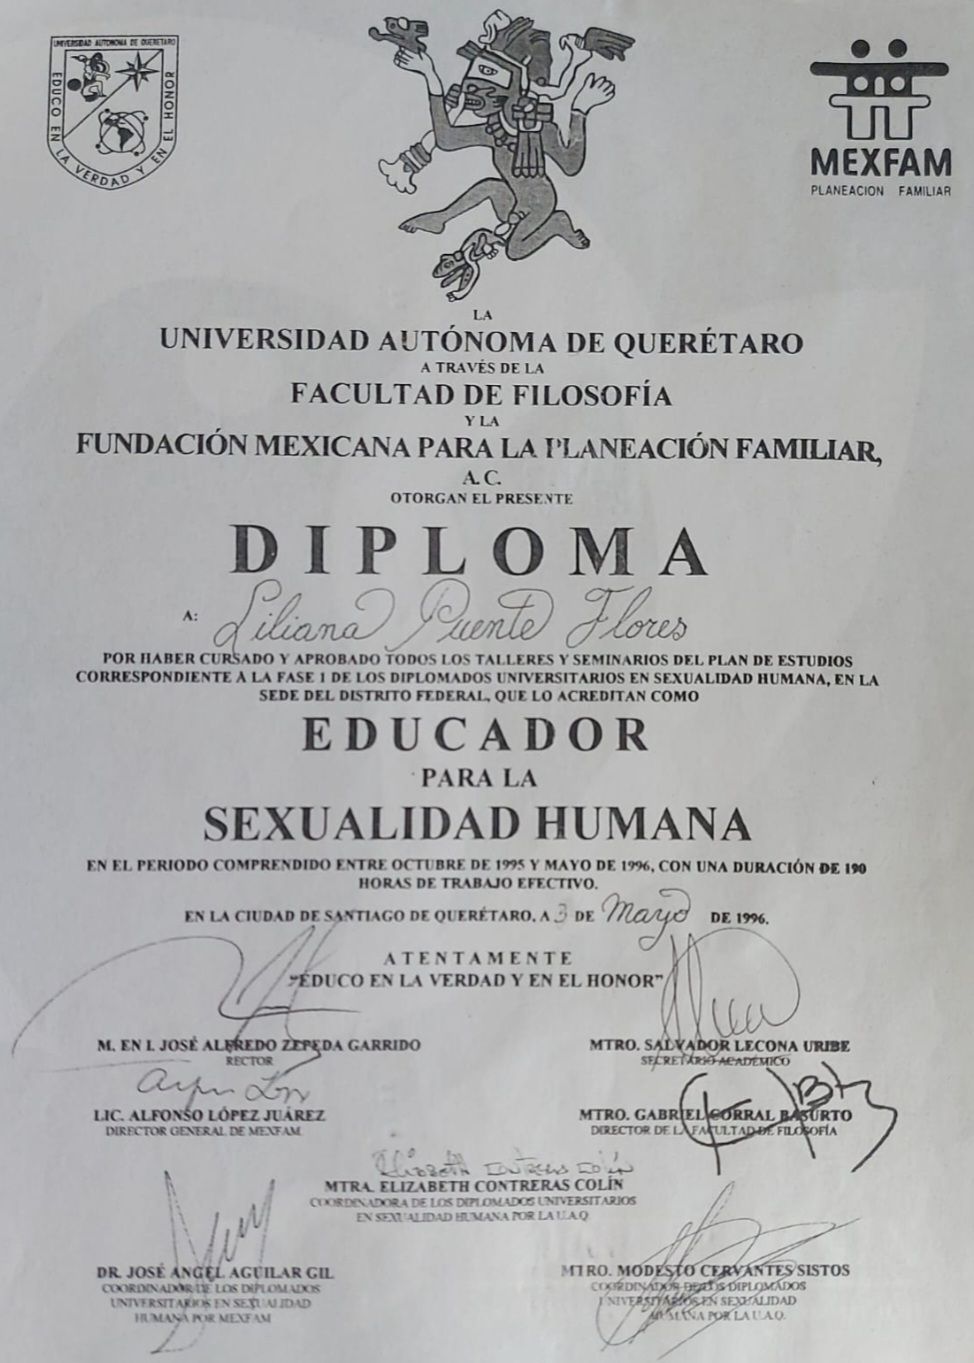 UNIVERSIDAD AUTONOMA DE QUERETARO
EDUCO EN LA VERDAD Y EN EL HONOR
MEXFAM
PLANEACION FAMILIAR
LA
UNIVERSIDAD AUTÓNOMA DE QUERÉTARO
A TRAVÉS DE LA
FACULTAD DE FILOSOFÍA
Y LA
FUNDACIÓN MEXICANA PARA LA PLANEACIÓN FAMILIAR,
A. C.
OTORGAN EL PRESENTE
DIPLOMA
A: Liliana Puente Flores
POR HABER CURSADO Y APROBADO TODOS LOS TALLERES Y SEMINARIOS DEL PLAN DE ESTUDIOS
CORRESPONDIENTE A LA FASE 1 DE LOS DIPLOMADOS UNIVERSITARIOS EN SEXUALIDAD HUMANA, EN LA
SEDE DEL DISTRITO FEDERAL, QUE LO ACREDITAN COMO
EDUCADOR
PARA LA
SEXUALIDAD HUMANA
EN EL PERIODO COMPRENDIDO ENTRE OCTUBRE DE 1995 Y MAYO DE 1996, CON UNA DURACIÓN DE 190
HORAS DE TRABAJO EFECTIVO.
EN LA CIUDAD DE SANTIAGO DE QUERÉTARO, A 3 DE Mayo DE 1996.
ATENTAMENTE
"EDUCO EN LA VERDAD Y EN EL HONOR"
M. EN I. JOSÉ ALFREDO ZEPEDA GARRIDO
RECTOR
MTRO. SALVADOR LECONA URIBE
SECRETARIO ACADÉMICO
LIC. ALFONSO LÓPEZ JUÁREZ
DIRECTOR GENERAL DE MEXFAM
MTRO. GABRIEL CORRAL BASURTO
DIRECTOR DE LA FACULTAD DE FILOSOFÍA
Elizabeth Contreras Colín
MTRA. ELIZABETH CONTRERAS COLÍN
COORDINADORA DE LOS DIPLOMADOS UNIVERSITARIOS
EN SEXUALIDAD HUMANA POR LA U.A.Q.
DR. JOSÉ ANGEL AGUILAR GIL
COORDINADOR DE LOS DIPLOMADOS
UNIVERSITARIOS EN SEXUALIDAD
HUMANA POR MEXFAM
MTRO. MODESTO CERVANTES SISTOS
COORDINADOR DE LOS DIPLOMADOS
UNIVERSITARIOS EN SEXUALIDAD
HUMANA POR LA U.A.Q.